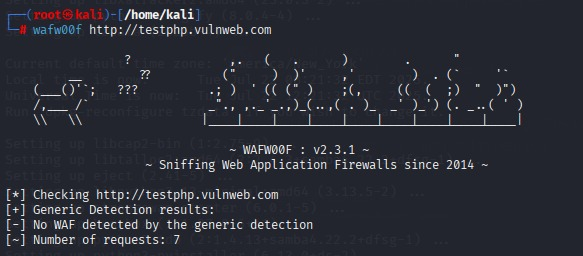 ┌──(root㉿kali)-[/home/kali]
└─# wafw00f http://testphp.vulnweb.com
~ WAFW00F : v2.3.1 ~
~ Sniffing Web Application Firewalls since 2014 ~
[*] Checking http://testphp.vulnweb.com
[+] Generic Detection results:
[-] No WAF detected by the generic detection
[~] Number of requests: 7